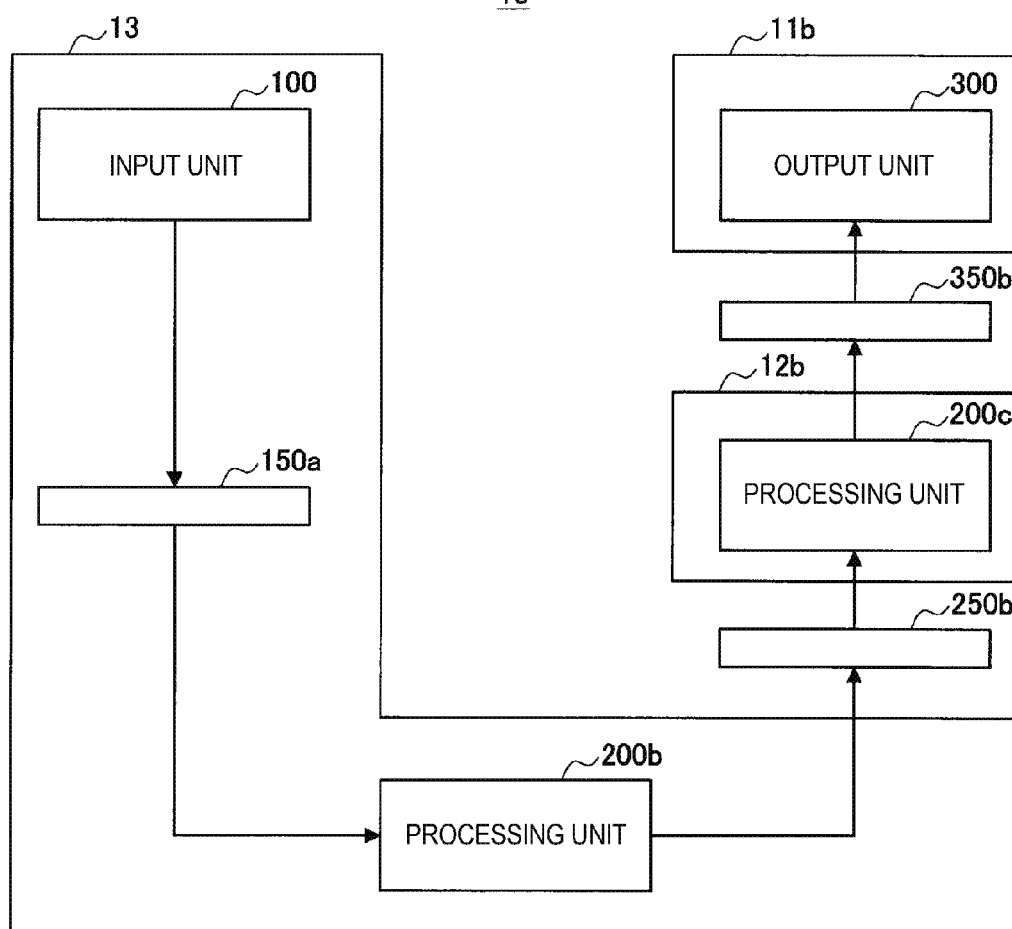 13
100
INPUT UNIT
150a
200b
PROCESSING UNIT
11b
300
OUTPUT UNIT
350b
12b
200c
PROCESSING UNIT
250b